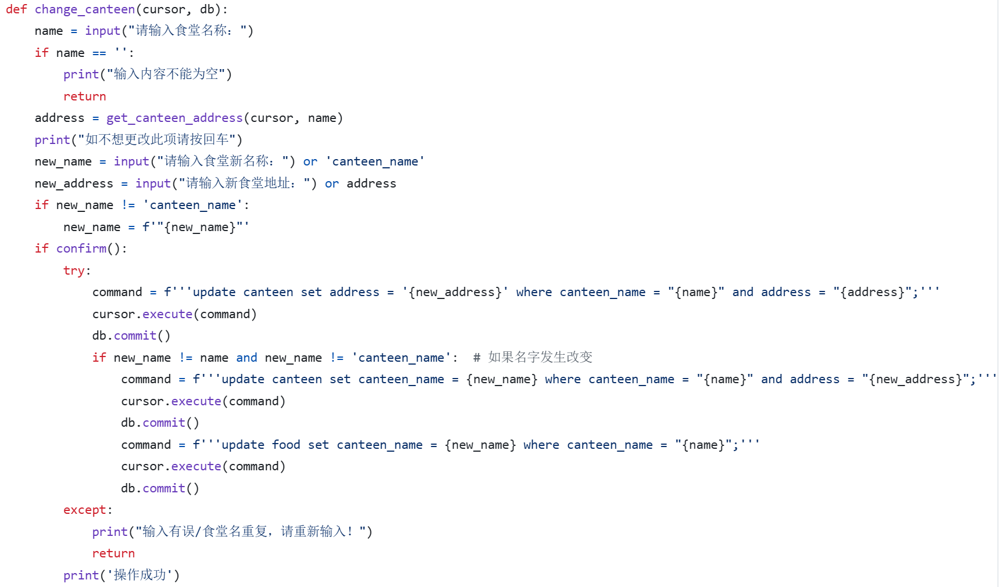 def change_canteen(cursor, db):
    name = input("请输入食堂名称：")
    if name == '':
        print("输入内容不能为空")
        return
    address = get_canteen_address(cursor, name)
    print("如不想更改此项请按回车")
    new_name = input("请输入食堂新名称：") or 'canteen_name'
    new_address = input("请输入新食堂地址：") or address
    if new_name != 'canteen_name':
        new_name = f'"{new_name}"'
    if confirm():
        try:
            command = f'''update canteen set address = '{new_address}' where canteen_name = "{name}" and address = "{address}";'''
            cursor.execute(command)
            db.commit()
            if new_name != name and new_name != 'canteen_name':  # 如果名字发生改变
                command = f'''update canteen set canteen_name = {new_name} where canteen_name = "{name}" and address = "{new_address}";'''
                cursor.execute(command)
                db.commit()
                command = f'''update food set canteen_name = {new_name} where canteen_name = "{name}";'''
                cursor.execute(command)
                db.commit()
        except:
            print("输入有误/食堂名重复，请重新输入！")
            return
        print('操作成功')